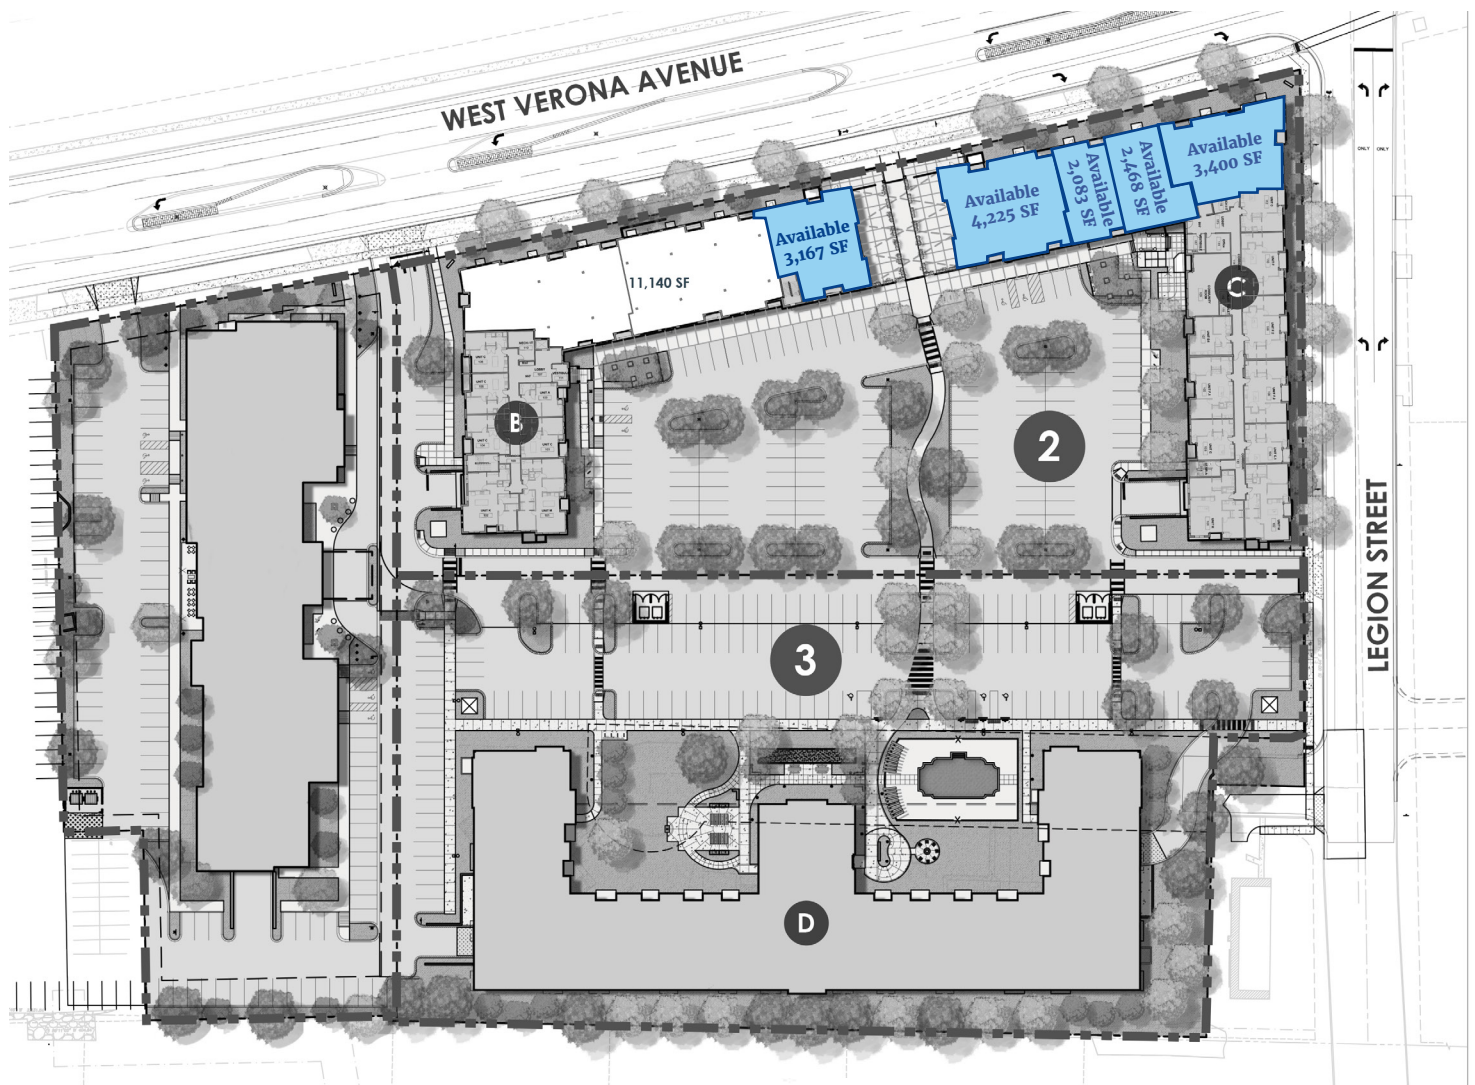 WEST VERONA AVENUE
ONLY
ONLY
Available
3,400 SF
Available
2,468 SF
Available
2,083 SF
Available
4,225 SF
Available
3,167 SF
11,140 SF
C
B
2
LEGION STREET
3
D
LOBBY